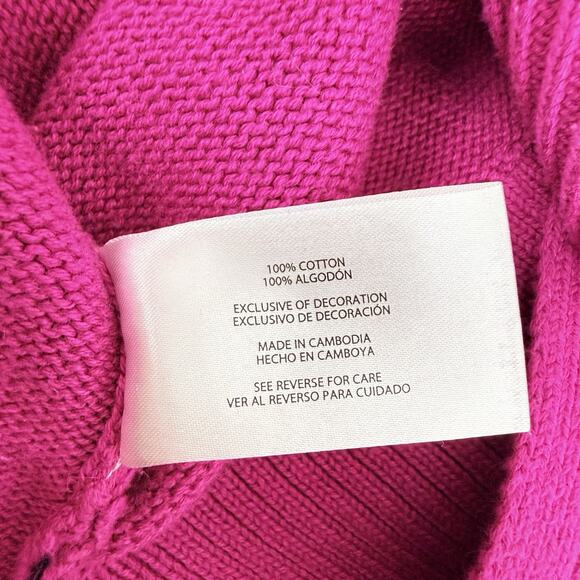 100% COTTON
100% ALGODÓN
EXCLUSIVE OF DECORATION
EXCLUSIVO DE DECORACIÓN
MADE IN CAMBODIA
HECHO EN CAMBOYA
SEE REVERSE FOR CARE
VER AL REVERSO PARA CUIDADO